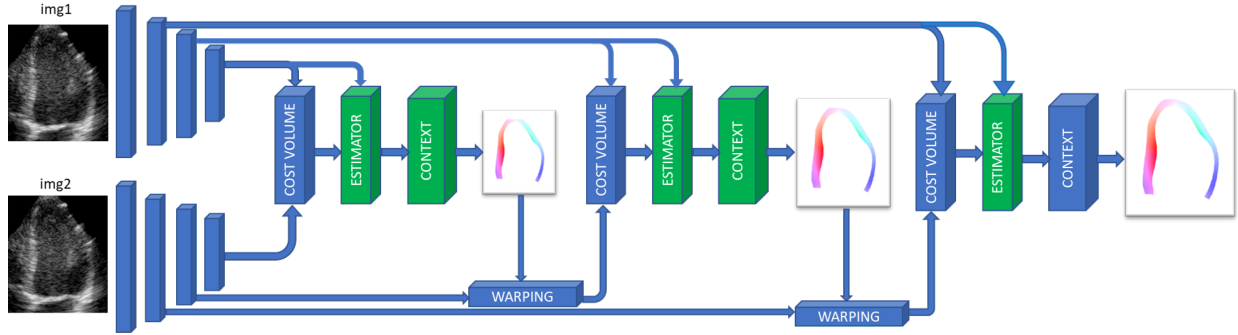 img1
img2
COST VOLUME
ESTIMATOR
CONTEXT
WARPING
COST VOLUME
ESTIMATOR
CONTEXT
WARPING
COST VOLUME
ESTIMATOR
CONTEXT